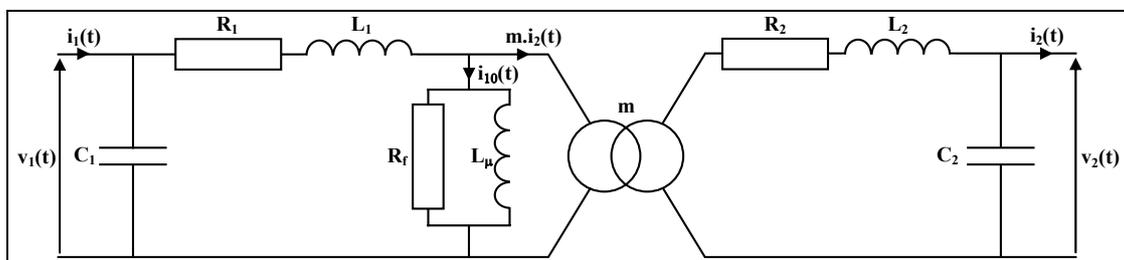 R₁ L₁ R₂ L₂
i₁(t) m.i₂(t) i₂(t)
i₁₀(t)
m
v₁(t) C₁ R_f L_μ C₂ v₂(t)